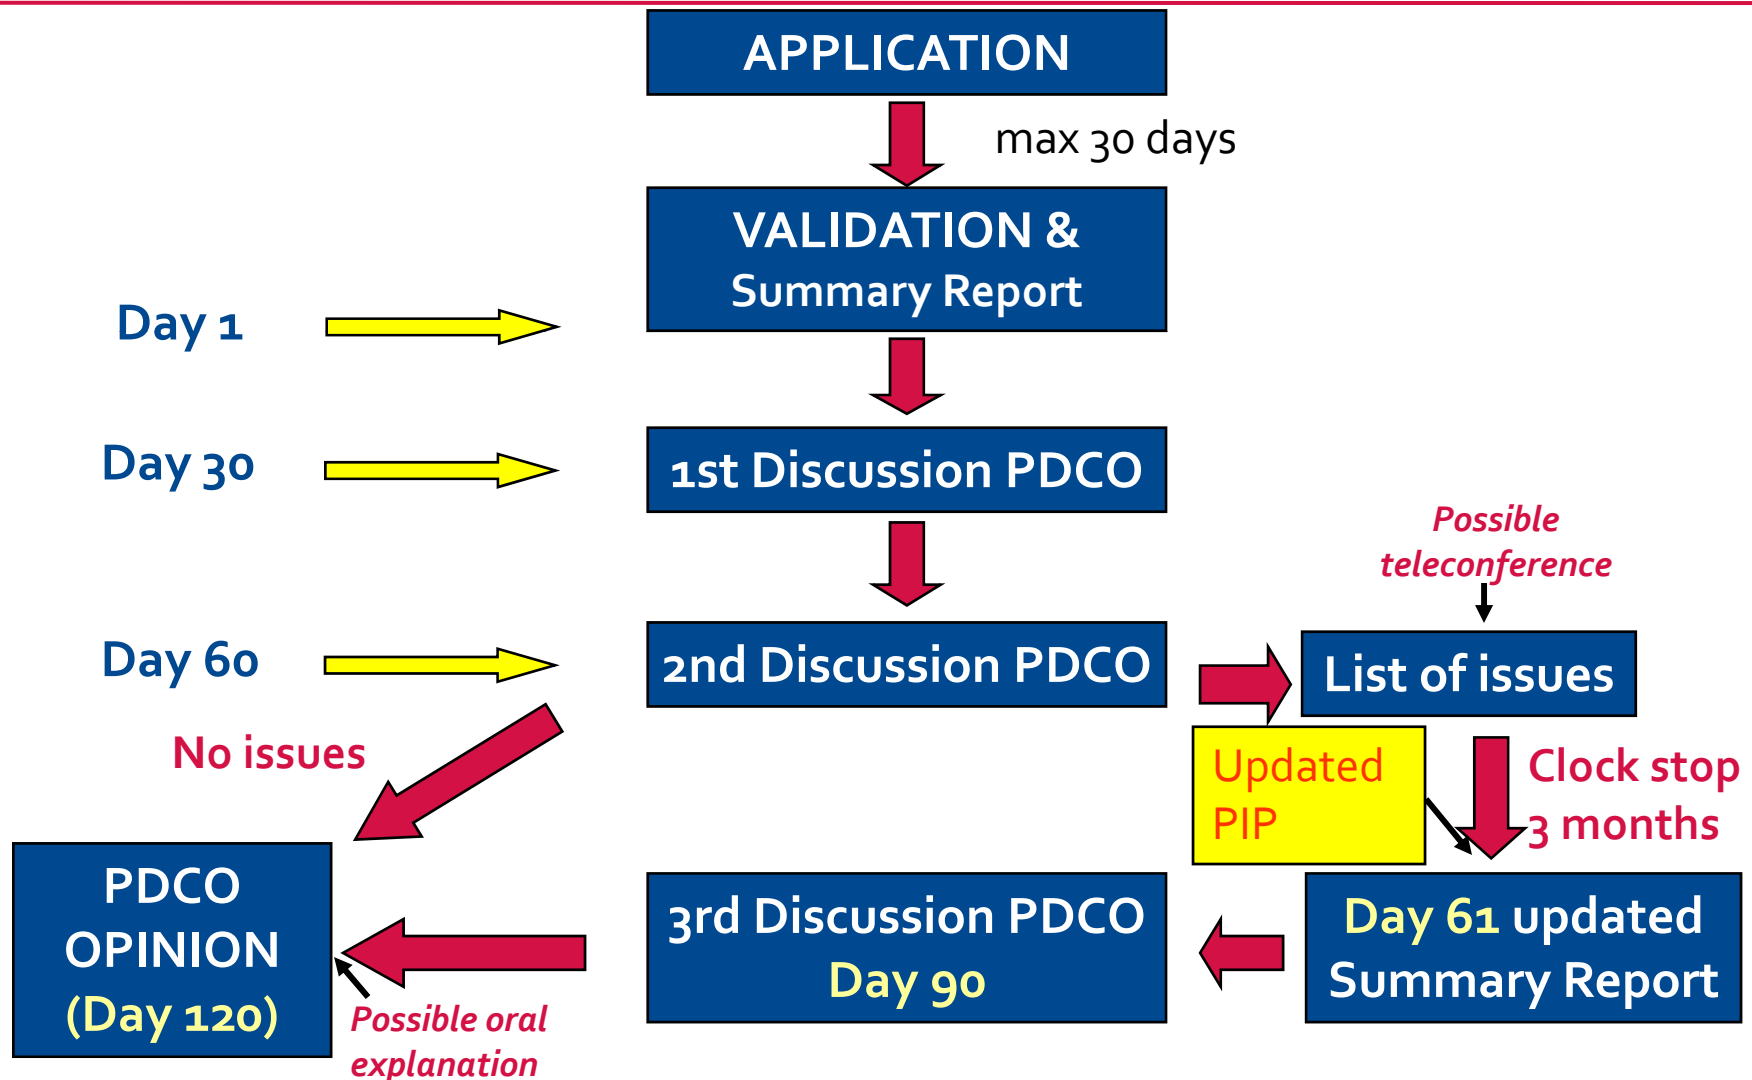 APPLICATION
max 30 days
VALIDATION &
Summary Report
Day 1
Day 30
1st Discussion PDCO
Possible
teleconference
Day 60
2nd Discussion PDCO
List of issues
No issues
Updated
PIP
Clock stop
3 months
PDCO
OPINION
(Day 120)
3rd Discussion PDCO
Day 90
Day 61 updated
Summary Report
Possible oral
explanation